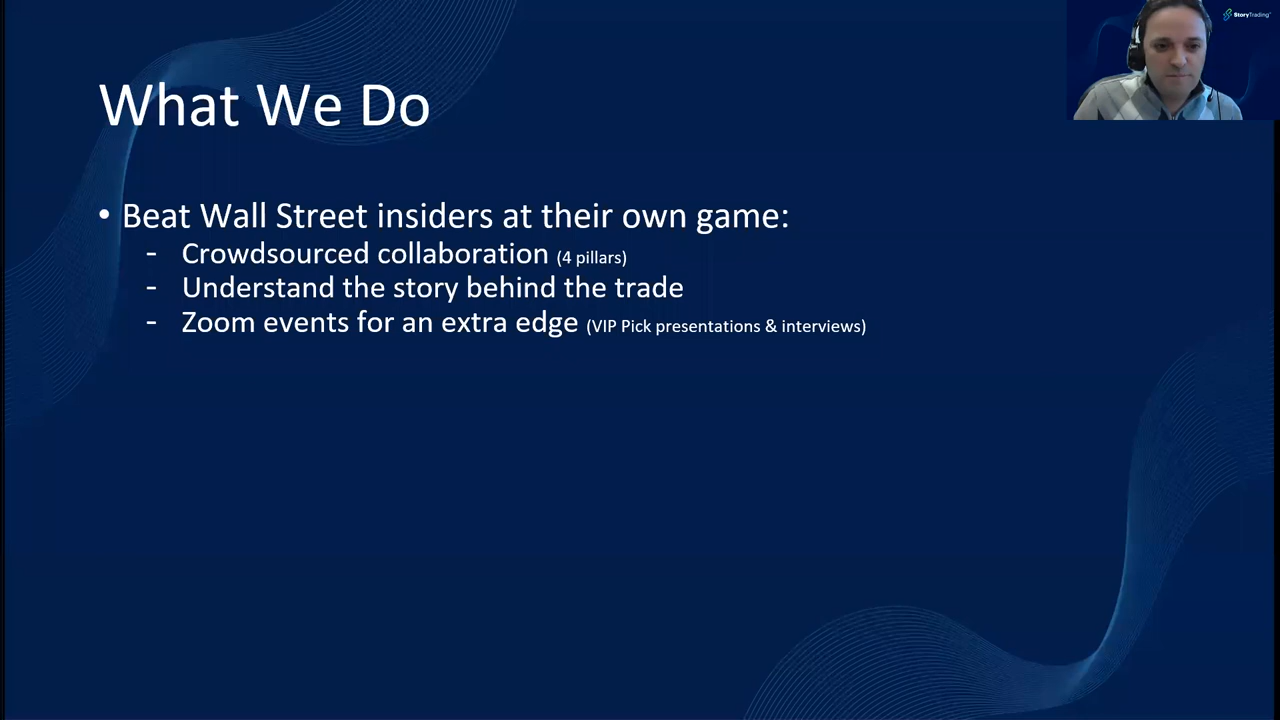 StoryTrading
What We Do
• Beat Wall Street insiders at their own game:
- Crowdsourced collaboration (4 pillars)
- Understand the story behind the trade
- Zoom events for an extra edge (VIP Pick presentations & interviews)